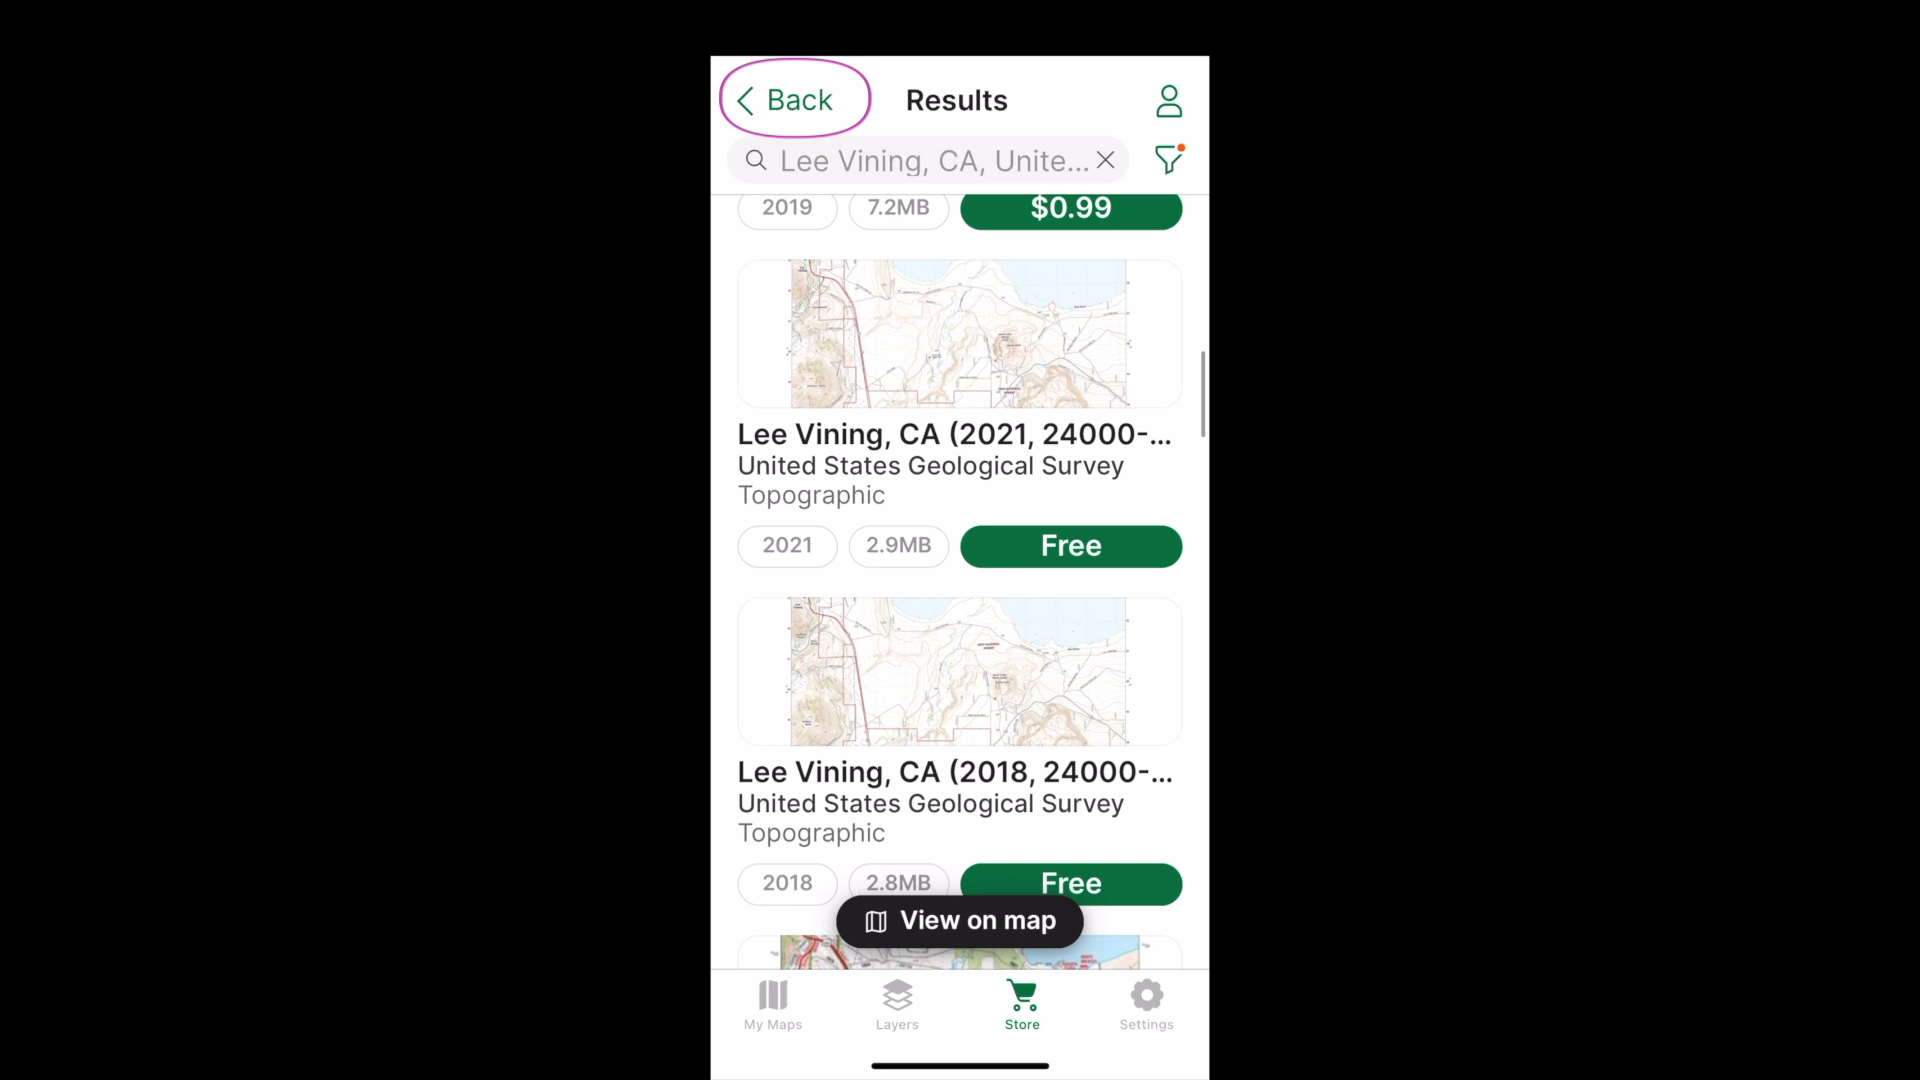 Back
Results
Lee Vining, CA, Unite...
2019
7.2MB
$0.99
Lee Vining, CA (2021, 24000-...
United States Geological Survey
Topographic
2021
2.9MB
Free
Lee Vining, CA (2018, 24000-...
United States Geological Survey
Topographic
2018
2.8MB
Free
View on map
My Maps
Layers
Store
Settings